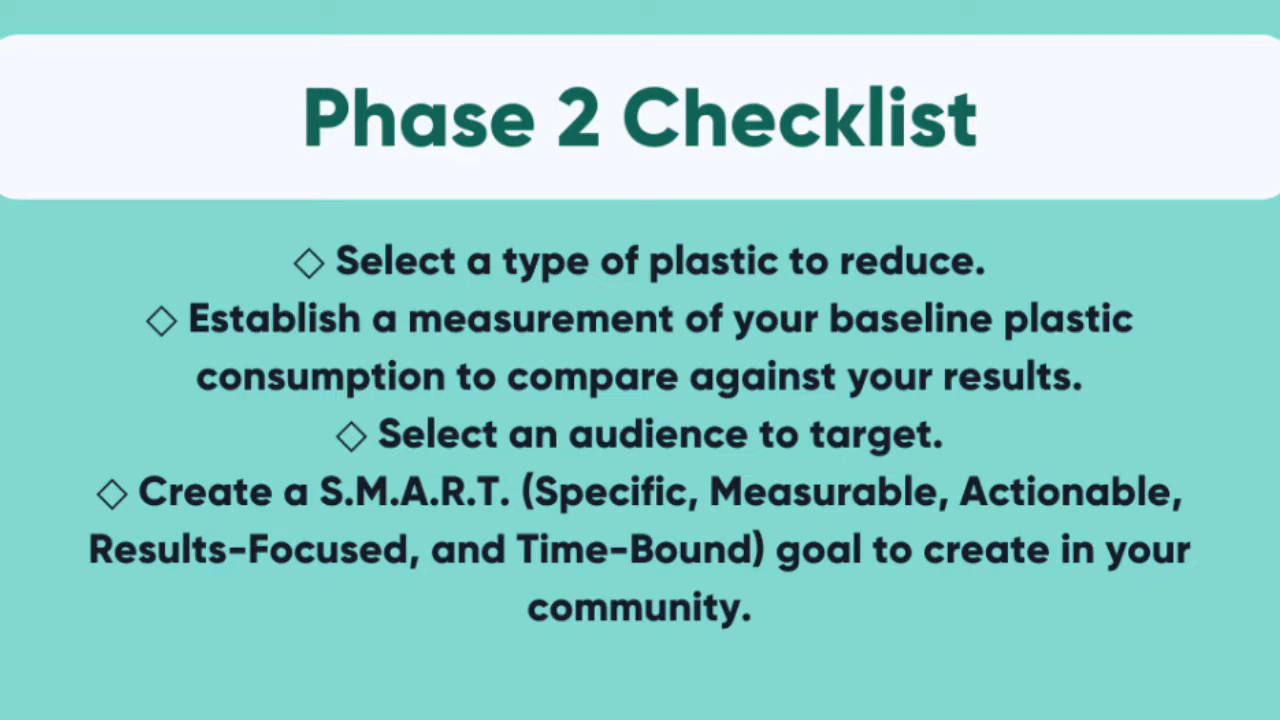 Phase 2 Checklist
◇ Select a type of plastic to reduce.
◇ Establish a measurement of your baseline plastic
consumption to compare against your results.
◇ Select an audience to target.
◇ Create a S.M.A.R.T. (Specific, Measurable, Actionable,
Results-Focused, and Time-Bound) goal to create in your
community.